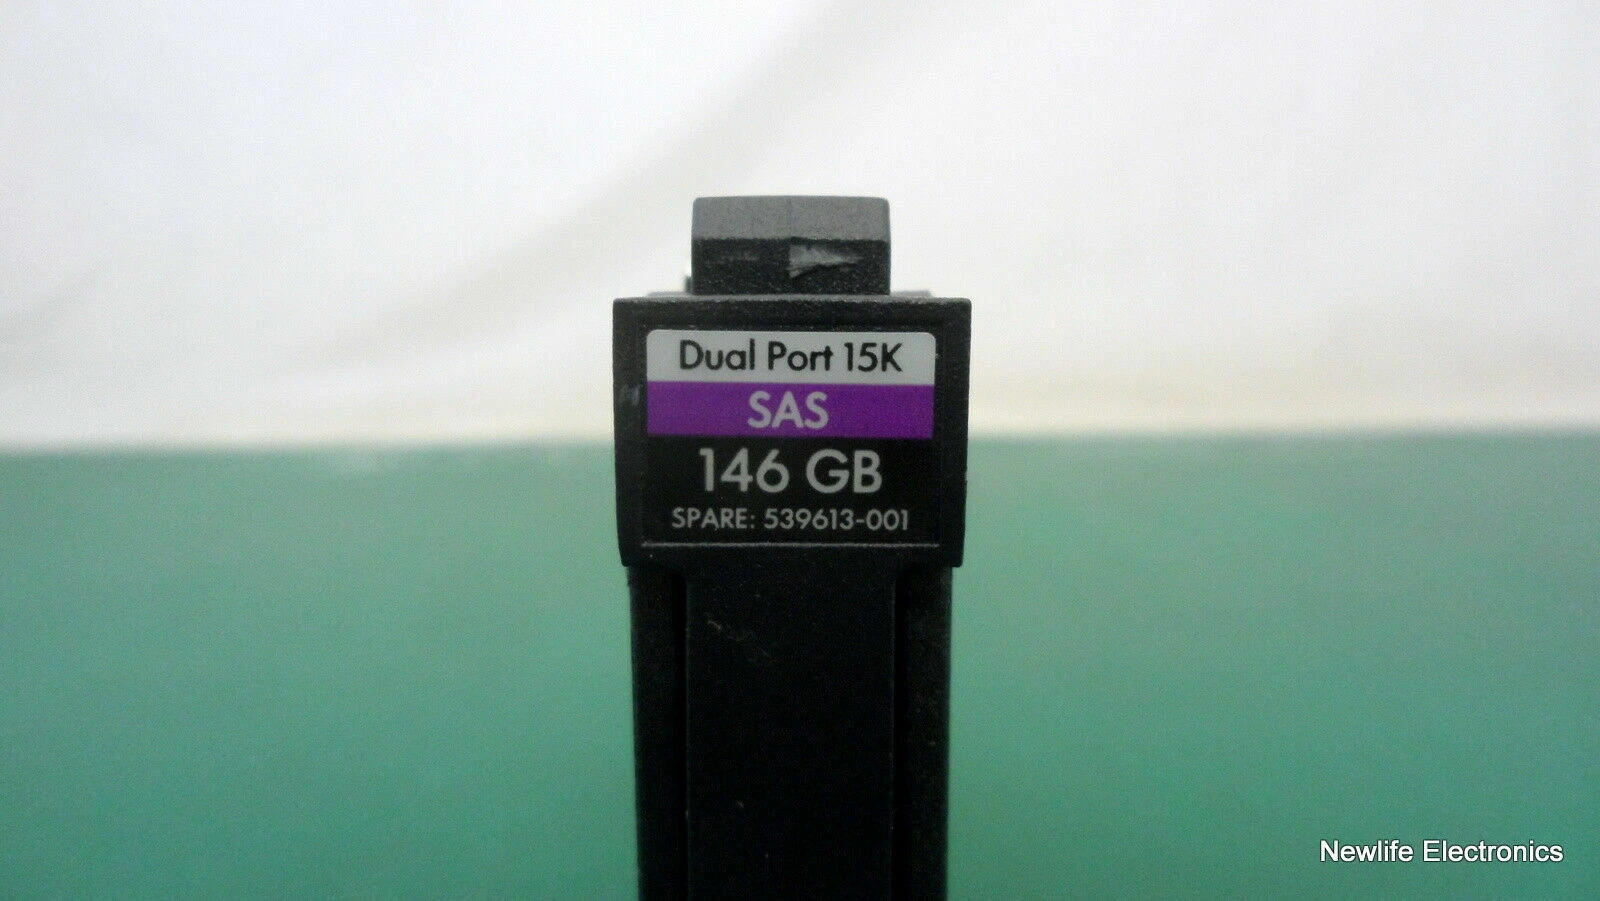 Dual Port 15K
SAS
146 GB
SPARE: 539613-001
Newlife Electronics